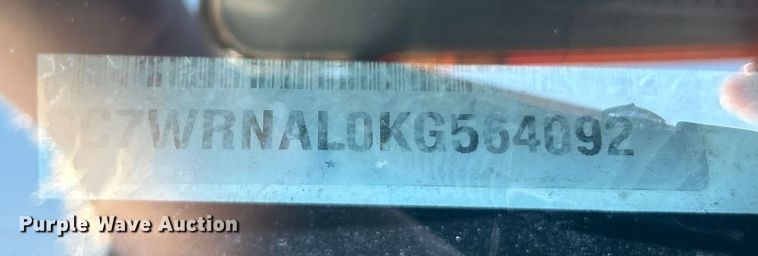 C7WRNAL0KG564092
Purple Wave Auction